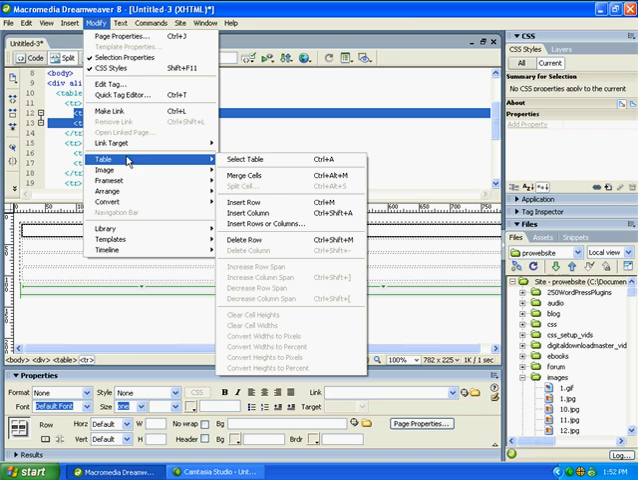 Macromedia Dreamweaver 8 - [Untitled-3 (XHTML)*]
File Edit View Insert Modify Text Commands Site Window Help
Untitled-3*
Code Split
Page Properties... Ctrl+J
Template Properties...
Selection Properties
CSS Styles Shift+F11
Edit Tag...
Quick Tag Editor... Ctrl+T
Make Link Ctrl+L
Remove Link Ctrl+Shift+L
Open Linked Page...
Link Target
Table
Image
Frameset
Arrange
Convert
Navigation Bar
Library
Templates
Timeline
Select Table Ctrl+A
Merge Cells Ctrl+Alt+M
Split Cell... Ctrl+Alt+S
Insert Row Ctrl+M
Insert Column Ctrl+Shift+A
Insert Rows or Columns...
Delete Row Ctrl+Shift+M
Delete Column Ctrl+Shift+-
Increase Row Span
Increase Column Span Ctrl+Shift+]
Decrease Row Span
Decrease Column Span Ctrl+Shift+[
Clear Cell Heights
Clear Cell Widths
Convert Widths to Pixels
Convert Widths to Percent
Convert Heights to Pixels
Convert Heights to Percent
8 <body>
9 <div ali
10 <table
11 <tr>
12 <t
13 <t
14 </tr
15 <tr>
16 <t
<body> <div> <table> <tr>
100% 782 x 225 1K / 1 sec
CSS
CSS Styles Layers
All Current
Summary for Selection
No CSS properties apply to the current
About
Properties
Add Property
Application
Tag Inspector
Files
Files Assets Snippets
prowebsite Local view
Site - prowebsite (C:\Documen
250WordPressPlugins
audio
blog
css
css_setup_vids
digitaldownloadmaster_vid
ebooks
forum
images
1.gif
1.jpg
10.jpg
11.jpg
12.jpg
Log...
Properties
Format None Style None CSS B I Link
Font Default Font Size None Target
Row Horz Default W No wrap Bg Page Properties...
Vert Default H Header Bg Brdr
Results
start Macromedia Dreamwe... Camtasia Studio - Unt... 1:52 PM